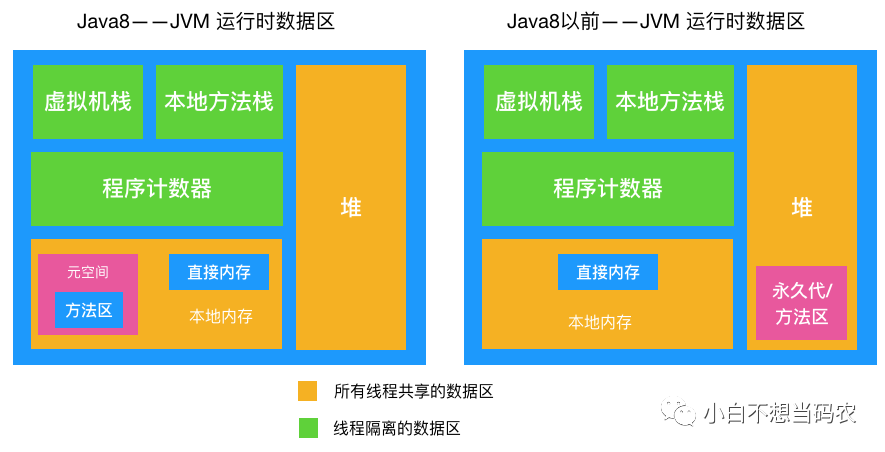 Java8——JVM 运行时数据区
虚拟机栈
本地方法栈
程序计数器
堆
元空间
方法区
直接内存
本地内存
Java8以前——JVM 运行时数据区
虚拟机栈
本地方法栈
程序计数器
堆
直接内存
本地内存
永久代/
方法区
所有线程共享的数据区
线程隔离的数据区
小白不想当码农